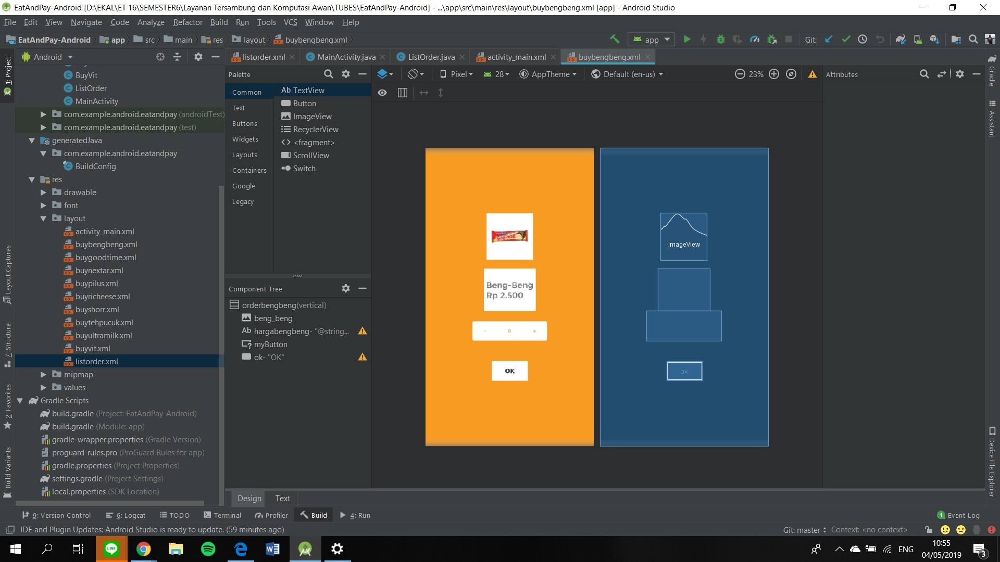 EatAndPay-Android [D:\EKAL\ET 16\SEMESTER6\Layanan Tersambung dan Komputasi Awan\TUBES\EatAndPay-Android] - ...\app\src\main\res\layout\buybengbeng.xml [app] - Android Studio
File Edit View Navigate Code Analyze Refactor Build Run Tools VCS Window Help
EatAndPay-Android app src main res layout buybengbeng.xml
app Git:
Android
listorder.xml MainActivity.java ListOrder.java activity_main.xml buybengbeng.xml
1: Project
Layout Captures
7: Structure
2: Favorites
Build Variants
BuyVit
ListOrder
MainActivity
com.example.android.eatandpay (androidTest)
com.example.android.eatandpay (test)
generatedJava
com.example.android.eatandpay
BuildConfig
res
drawable
font
layout
activity_main.xml
buybengbeng.xml
buygoodtime.xml
buynextar.xml
buypilus.xml
buyricheese.xml
buyshorr.xml
buytehpucuk.xml
buyultramilk.xml
buyvit.xml
listorder.xml
mipmap
values
Gradle Scripts
build.gradle (Project: EatAndPay-Android)
build.gradle (Module: app)
gradle-wrapper.properties (Gradle Version)
proguard-rules.pro (ProGuard Rules for app)
gradle.properties (Project Properties)
settings.gradle (Project Settings)
local.properties (SDK Location)
Palette
Common
Text
Buttons
Widgets
Layouts
Containers
Google
Legacy
Ab TextView
Button
ImageView
RecyclerView
<fragment>
ScrollView
Switch
Component Tree
orderbengbeng(vertical)
beng_beng
Ab hargabengbeng- "@string...
myButton
ok- "OK"
Pixel 28 AppTheme Default (en-us) 23%
Beng-Beng
Rp 2.500
0
OK
ImageView
OK
Attributes
Gradle
Assistant
Device File Explorer
Design Text
9: Version Control 6: Logcat TODO Terminal Profiler Build 4: Run
1 Event Log
IDE and Plugin Updates: Android Studio is ready to update. (59 minutes ago)
Git: master Context: <no context>
LINE
ENG
10:55
04/05/2019
3